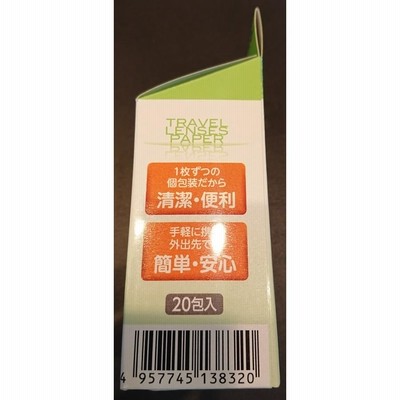 TRAVEL
LENSES
PAPER
1枚ずつの
個包装だから
清潔・便利
手軽に携
外出先で
簡単・安心
20包入
4 957745 138320